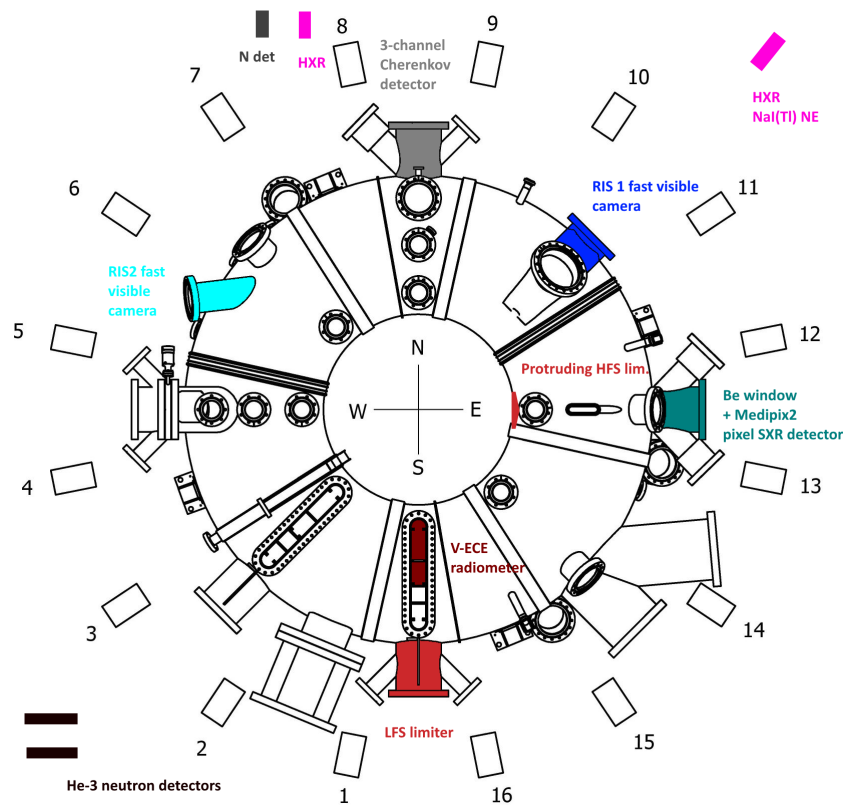 8
9
N det
HXR
3-channel
Cherenkov
detector
7
10
HXR
NaI(Tl) NE
6
RIS 1 fast visible
camera
11
RIS2 fast
visible
camera
5
12
N
Protruding HFS lim.
W
E
S
Be window
+ Medipix2
pixel SXR detector
4
13
V-ECE
radiometer
3
14
LFS limiter
2
15
He-3 neutron detectors
1
16